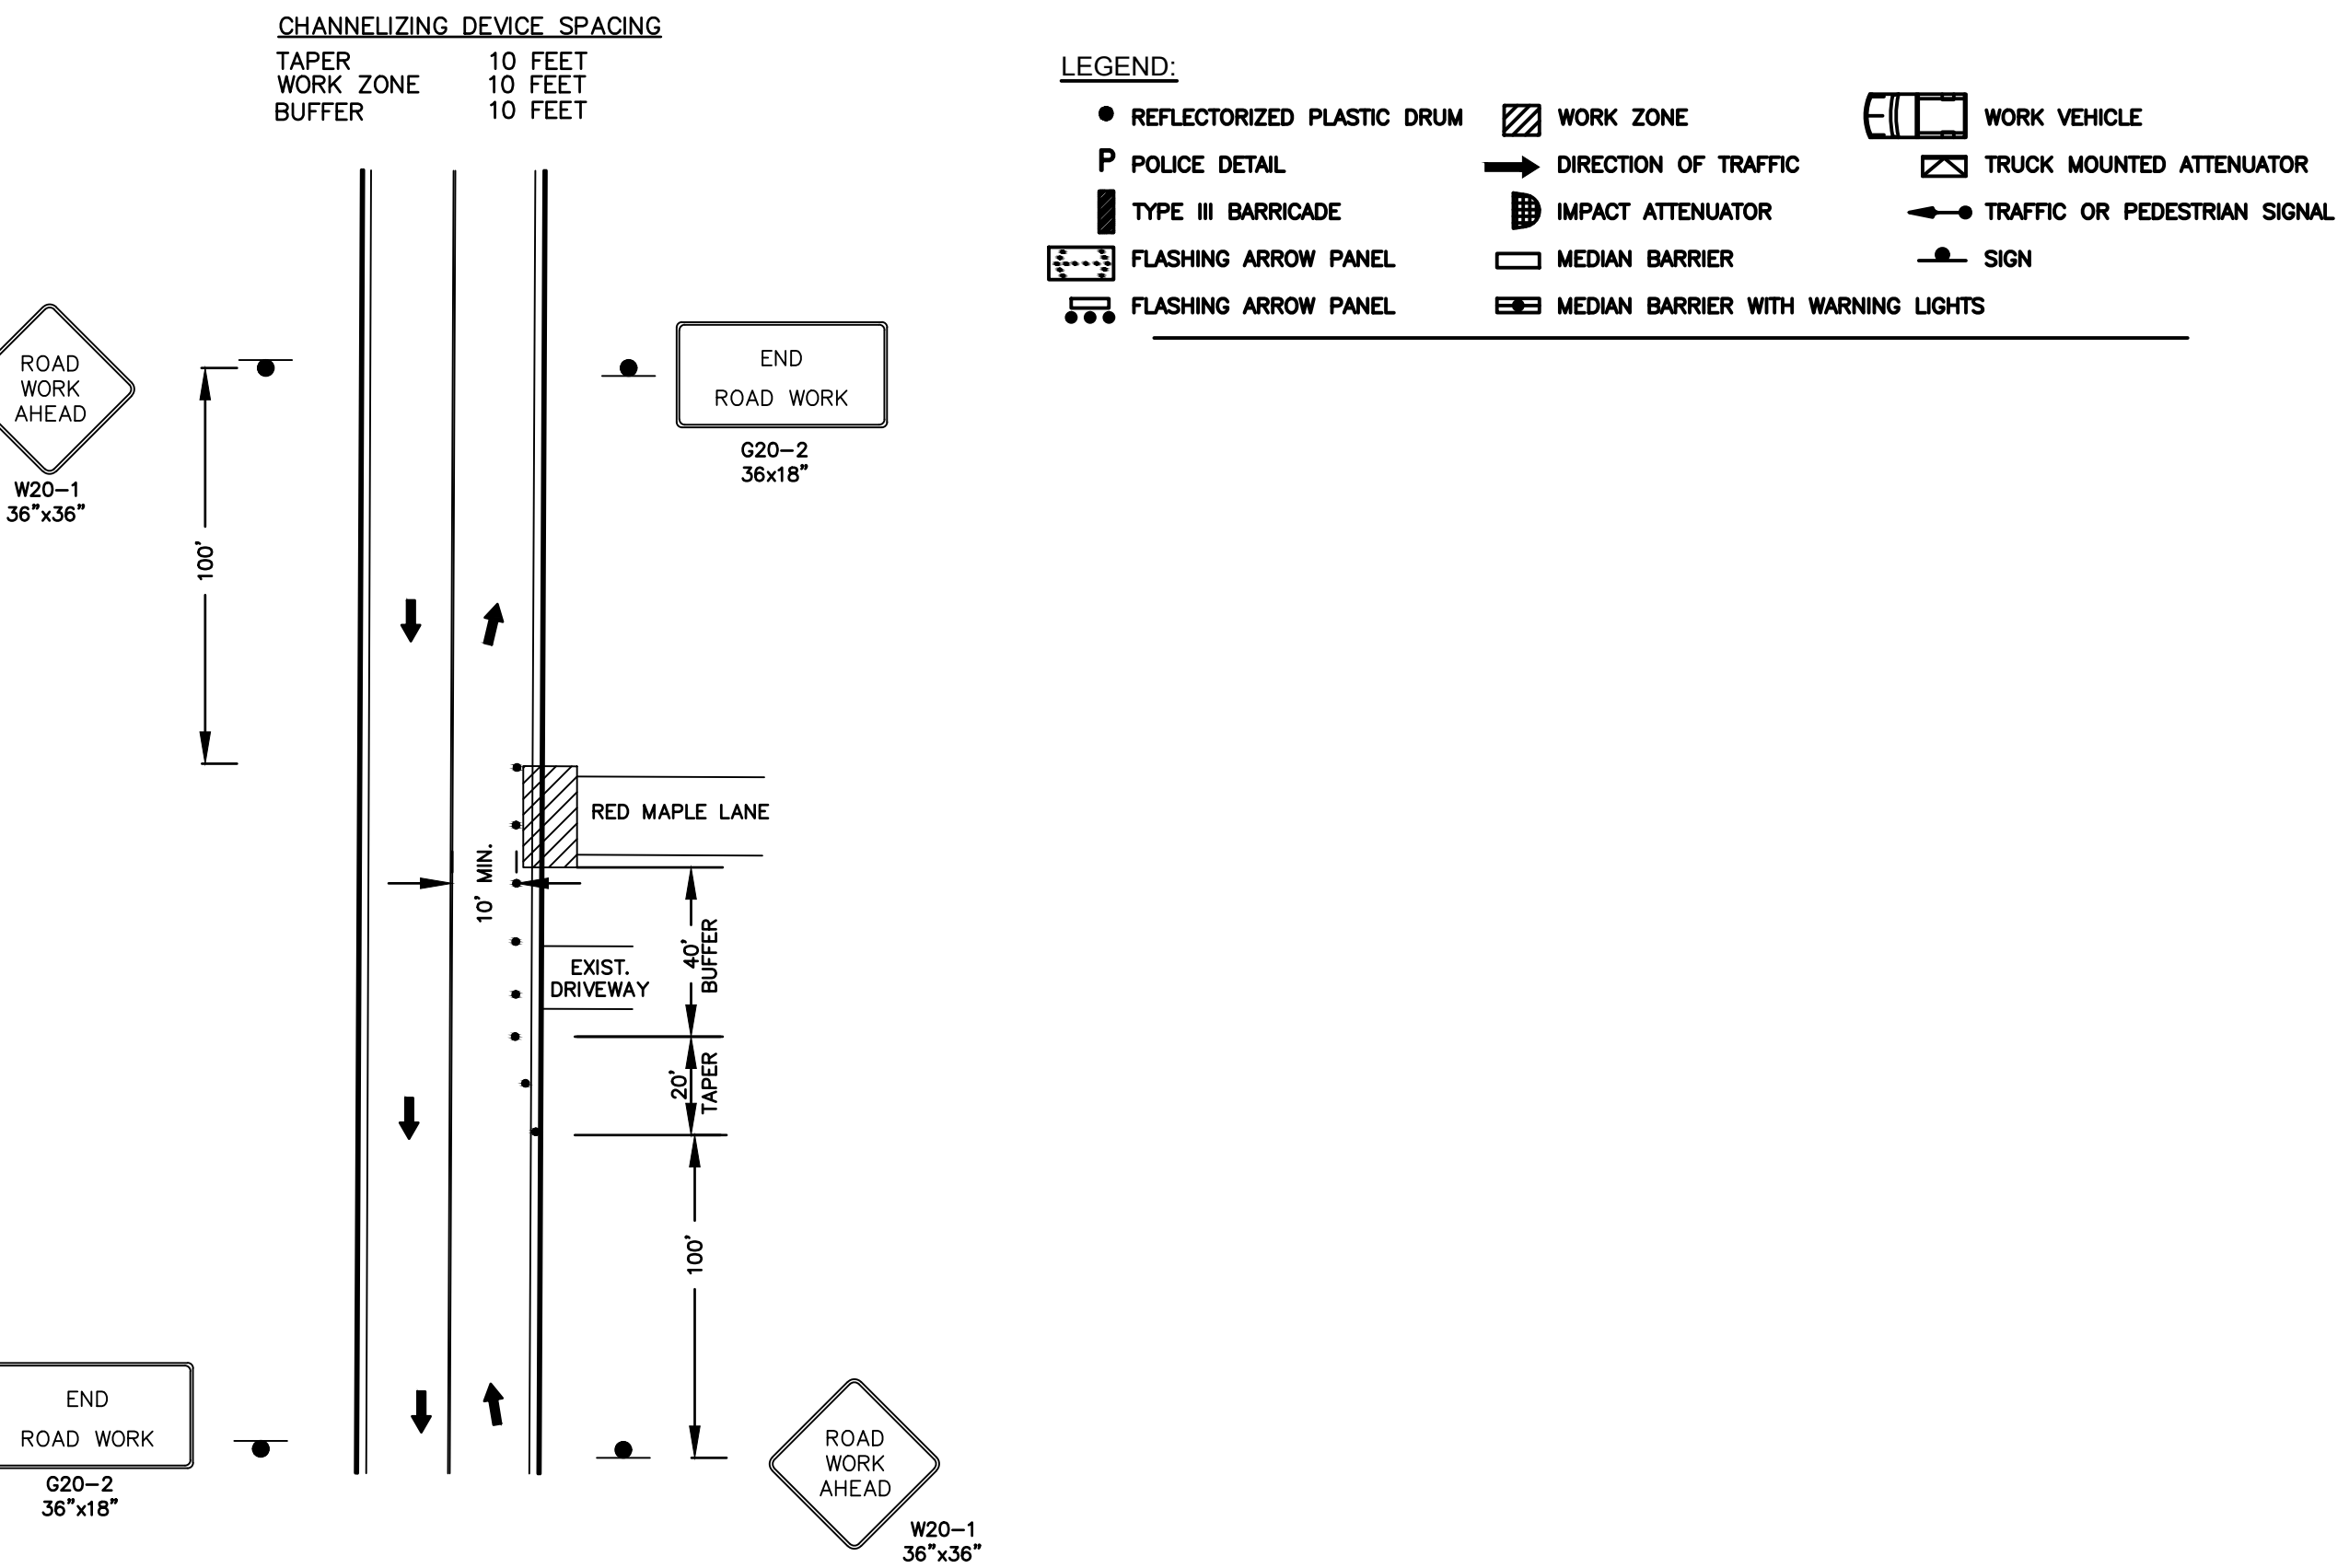 CHANNELIZING DEVICE SPACING
TAPER 10 FEET
WORK ZONE 10 FEET
BUFFER 10 FEET
LEGEND:
REFLECTORIZED PLASTIC DRUM
P POLICE DETAIL
TYPE III BARRICADE
FLASHING ARROW PANEL
FLASHING ARROW PANEL
WORK ZONE
DIRECTION OF TRAFFIC
IMPACT ATTENUATOR
MEDIAN BARRIER
MEDIAN BARRIER WITH WARNING LIGHTS
WORK VEHICLE
TRUCK MOUNTED ATTENUATOR
TRAFFIC OR PEDESTRIAN SIGNAL
SIGN
ROAD
WORK
AHEAD
W20-1
36"x36"
END
ROAD WORK
G20-2
36x18"
100'
RED MAPLE LANE
10' MIN.
EXIST.
DRIVEWAY
40'
BUFFER
20'
TAPER
100'
END
ROAD WORK
G20-2
36"x18"
ROAD
WORK
AHEAD
W20-1
36"x36"